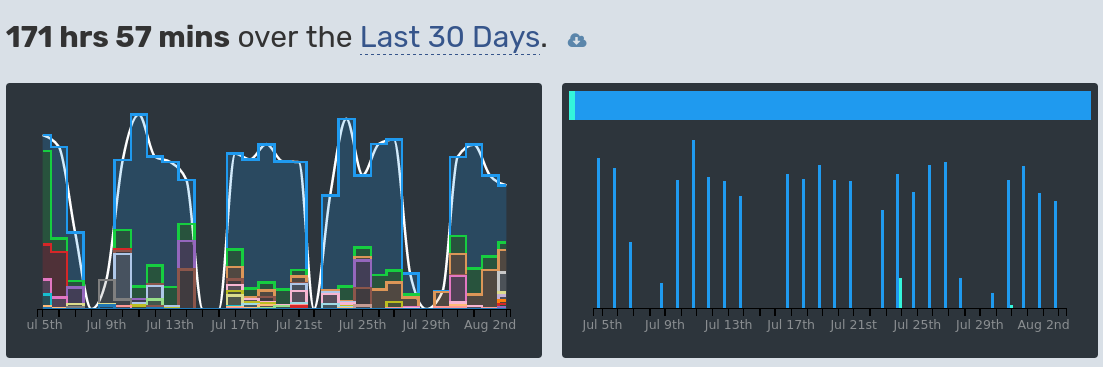 171 hrs 57 mins over the Last 30 Days.
ul 5th Jul 9th Jul 13th Jul 17th Jul 21st Jul 25th Jul 29th Aug 2nd
Jul 5th Jul 9th Jul 13th Jul 17th Jul 21st Jul 25th Jul 29th Aug 2nd